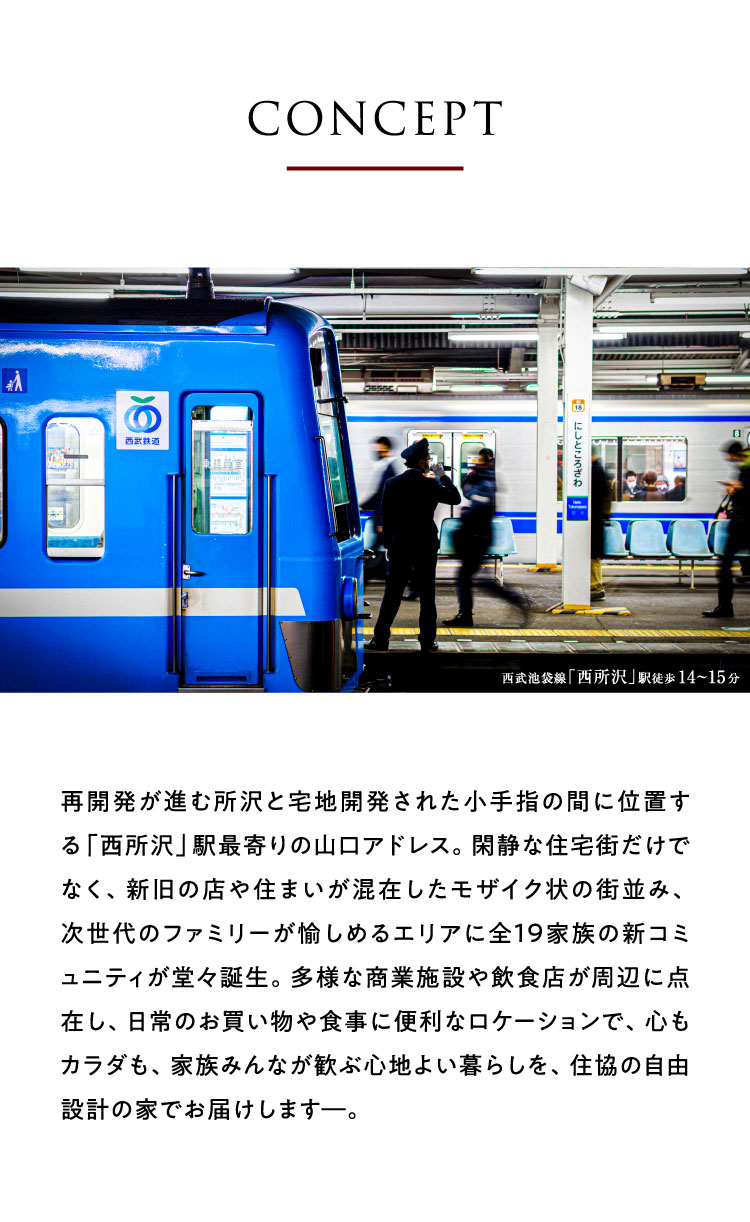 CONCEPT
西武鉄道
乗務員室
18
にしところざわ
Nishi-Tokorozawa
8
西武池袋線「西所沢」駅徒歩14~15分
再開発が進む所沢と宅地開発された小手指の間に位置す
る「西所沢」駅最寄りの山口アドレス。閑静な住宅街だけで
なく、新旧の店や住まいが混在したモザイク状の街並み、
次世代のファミリーが愉しめるエリアに全19家族の新コミ
ュニティが堂々誕生。多様な商業施設や飲食店が周辺に点
在し、日常のお買い物や食事に便利なロケーションで、心も
カラダも、家族みんなが歓ぶ心地よい暮らしを、住協の自由
設計の家でお届けします―。